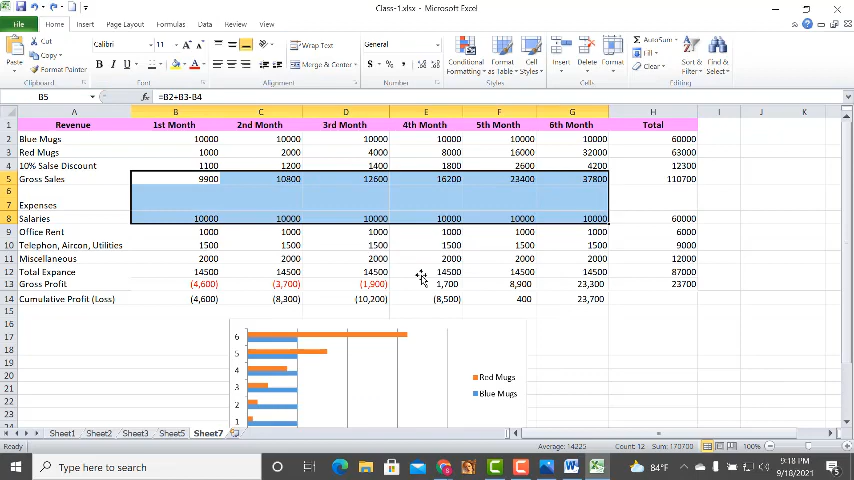 Class-1.xlsx - Microsoft Excel
File Home Insert Page Layout Formulas Data Review View
Paste Cut Copy Format Painter Clipboard
Calibri 11 B I U Font
Wrap Text Merge & Center Alignment
General $ % , Number
Conditional Formatting Format as Table Cell Styles Styles
Insert Delete Format Cells
AutoSum Fill Clear Sort & Filter Find & Select Editing
B5 fx =B2+B3-B4
A B C D E F G H I J K
1 Revenue 1st Month 2nd Month 3rd Month 4th Month 5th Month 6th Month Total
2 Blue Mugs 10000 10000 10000 10000 10000 10000 60000
3 Red Mugs 1000 2000 4000 8000 16000 32000 63000
4 10% Salse Discount 1100 1200 1400 1800 2600 4200 12300
5 Gross Sales 9900 10800 12600 16200 23400 37800 110700
6
7 Expenses
8 Salaries 10000 10000 10000 10000 10000 10000 60000
9 Office Rent 1000 1000 1000 1000 1000 1000 6000
10 Telephon, Aircon, Utilities 1500 1500 1500 1500 1500 1500 9000
11 Miscellaneous 2000 2000 2000 2000 2000 2000 12000
12 Total Expance 14500 14500 14500 14500 14500 14500 87000
13 Gross Profit (4,600) (3,700) (1,900) 1,700 8,900 23,300 23700
14 Cumulative Profit (Loss) (4,600) (8,300) (10,200) (8,500) 400 23,700
15
16
17
18
19
20
21
22
23
6
5
4
3
2
1
Red Mugs
Blue Mugs
Sheet1 Sheet2 Sheet3 Sheet5 Sheet7
Ready Average: 14225 Count: 12 Sum: 170700 100%
Type here to search
84°F
9:18 PM
9/18/2021
5